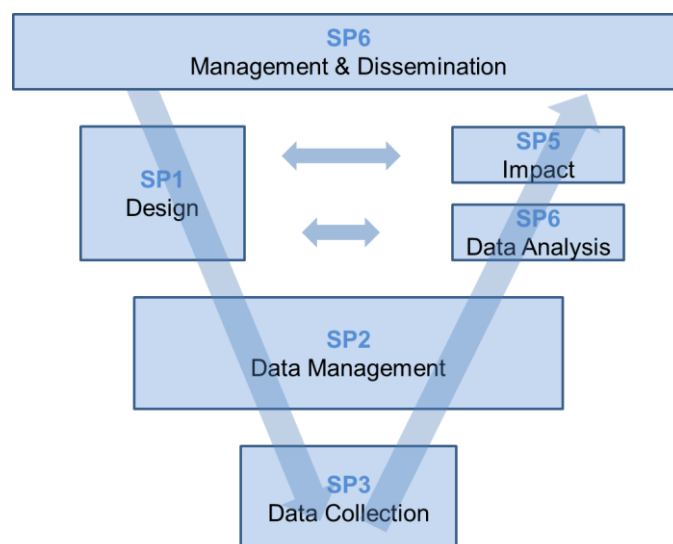 SP6
Management & Dissemination
SP1
Design
SP5
Impact
SP6
Data Analysis
SP2
Data Management
SP3
Data Collection